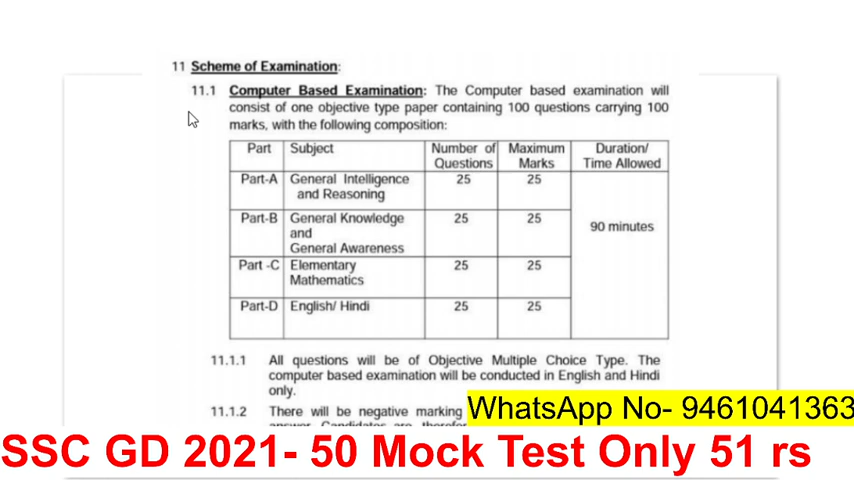 11 Scheme of Examination:
11.1 Computer Based Examination: The Computer based examination will
consist of one objective type paper containing 100 questions carrying 100
marks, with the following composition:
Part Subject Number of Questions Maximum Marks Duration/ Time Allowed
Part-A General Intelligence and Reasoning 25 25 90 minutes
Part-B General Knowledge and General Awareness 25 25
Part -C Elementary Mathematics 25 25
Part-D English/ Hindi 25 25
11.1.1 All questions will be of Objective Multiple Choice Type. The
computer based examination will be conducted in English and Hindi
only.
11.1.2 There will be negative marking
WhatsApp No- 9461041363
SSC GD 2021- 50 Mock Test Only 51 rs